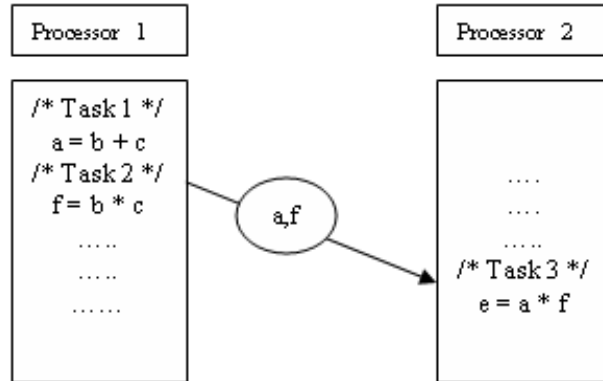 Processor 1
Processor 2
/* Task 1 */
a = b + c
/* Task 2 */
f = b * c
…..
…..
……
a,f
….
….
…..
/* Task 3 */
e = a * f